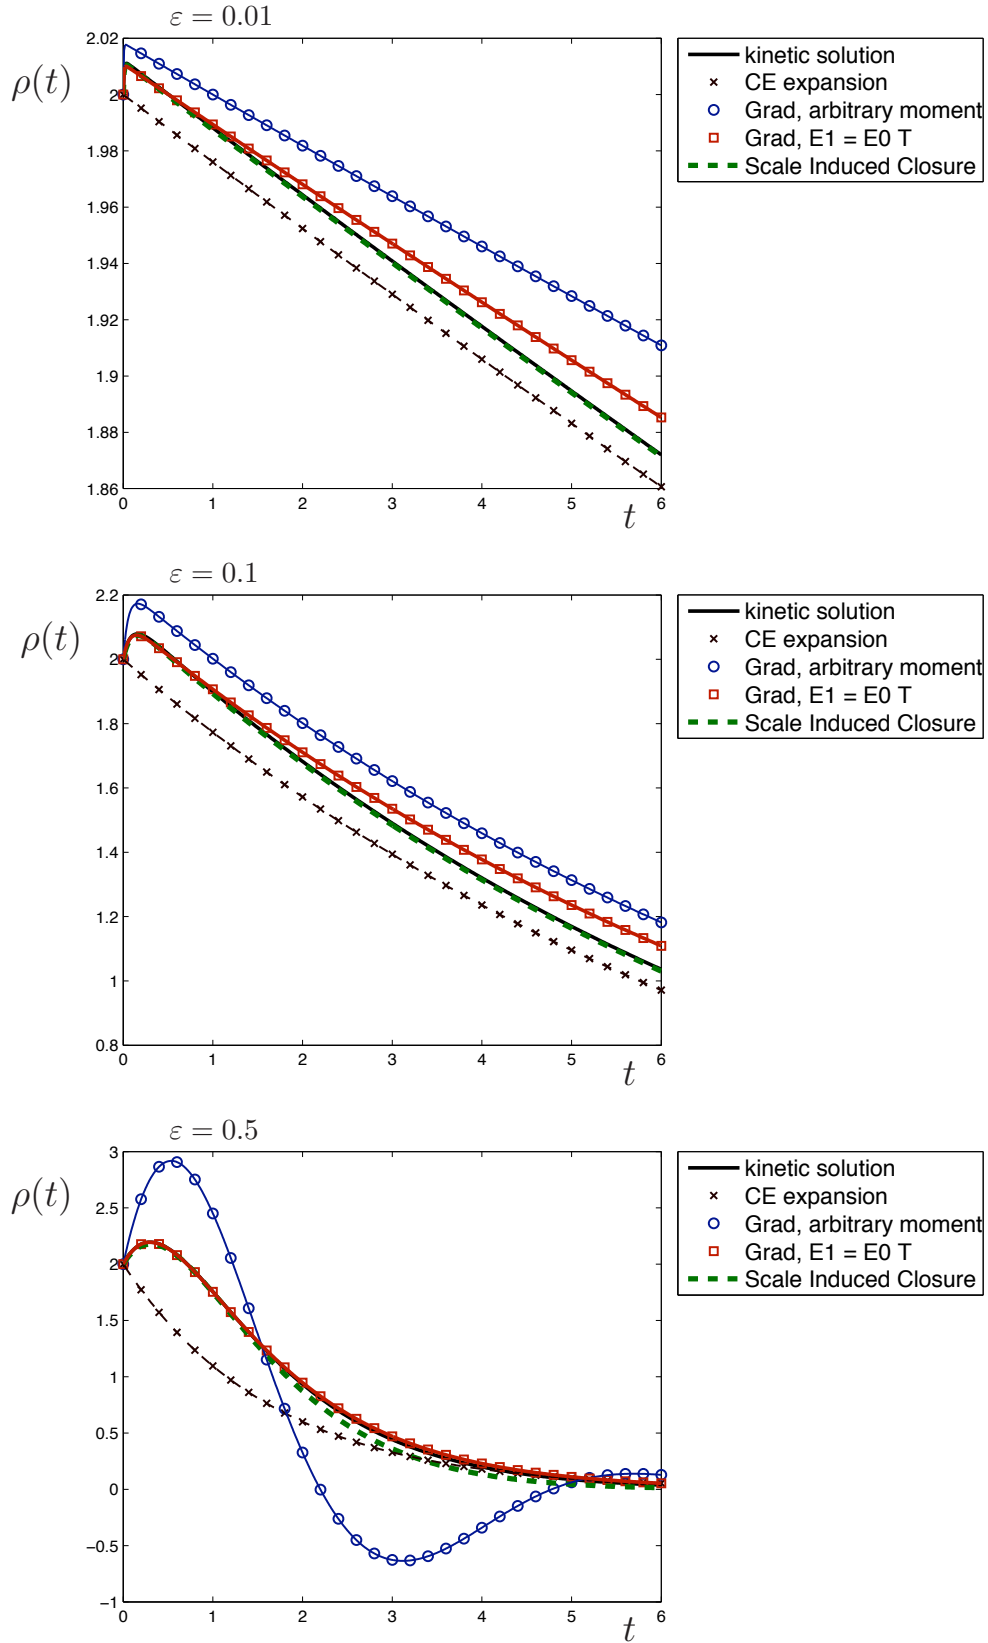 ε = 0.01
ρ(t)
2.02
2
1.98
1.96
1.94
1.92
1.9
1.88
1.86
0 1 2 3 4 5 6
t
kinetic solution
CE expansion
Grad, arbitrary moment
Grad, E1 = E0 T
Scale Induced Closure
ε = 0.1
ρ(t)
2.2
2
1.8
1.6
1.4
1.2
1
0.8
0 1 2 3 4 5 6
t
kinetic solution
CE expansion
Grad, arbitrary moment
Grad, E1 = E0 T
Scale Induced Closure
ε = 0.5
ρ(t)
3
2.5
2
1.5
1
0.5
0
−0.5
−1
0 1 2 3 4 5 6
t
kinetic solution
CE expansion
Grad, arbitrary moment
Grad, E1 = E0 T
Scale Induced Closure